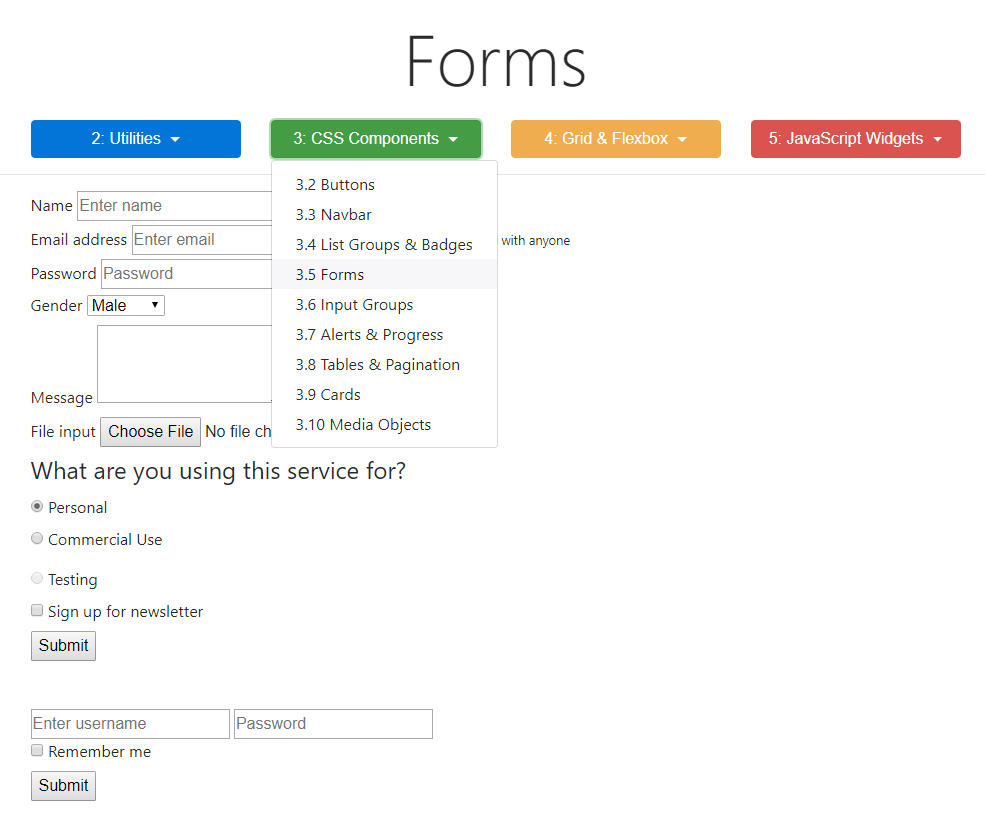 Forms
2: Utilities 3: CSS Components 4: Grid & Flexbox 5: JavaScript Widgets
3.2 Buttons
3.3 Navbar
3.4 List Groups & Badges
3.5 Forms
3.6 Input Groups
3.7 Alerts & Progress
3.8 Tables & Pagination
3.9 Cards
3.10 Media Objects
Name Enter name
Email address Enter email with anyone
Password Password
Gender Male
Message
File input Choose File No file ch
What are you using this service for?
Personal
Commercial Use
Testing
Sign up for newsletter
Submit
Enter username Password
Remember me
Submit